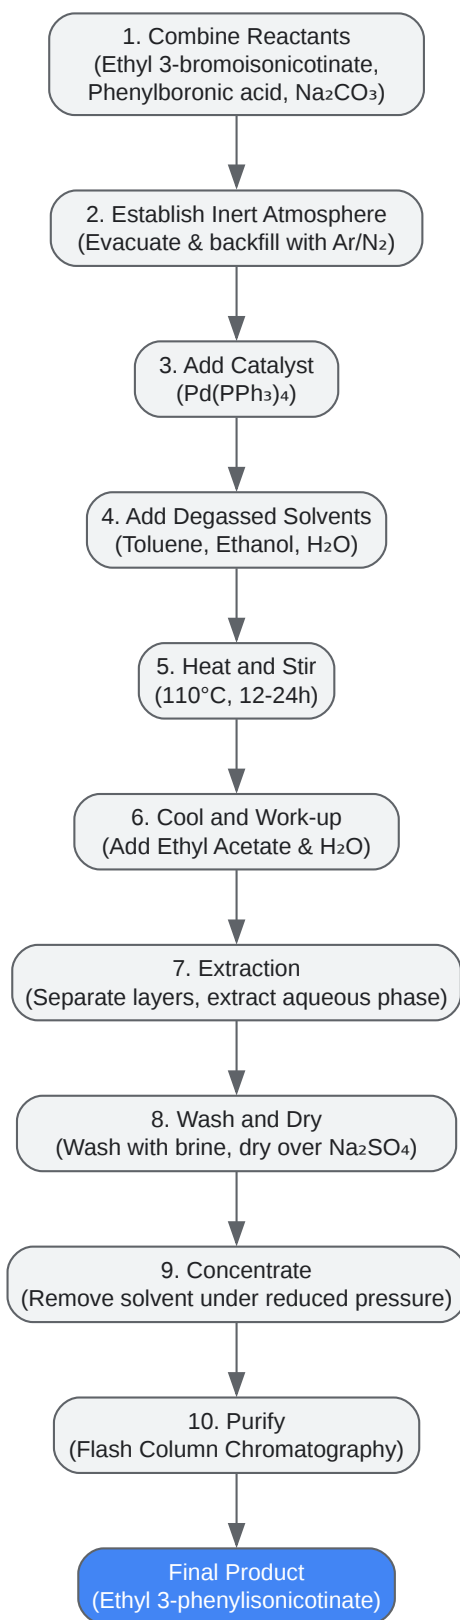 1. Combine Reactants
(Ethyl 3-bromoisonicotinate,
Phenylboronic acid, Na₂CO₃)
2. Establish Inert Atmosphere
(Evacuate & backfill with Ar/N₂)
3. Add Catalyst
(Pd(PPh₃)₄)
4. Add Degassed Solvents
(Toluene, Ethanol, H₂O)
5. Heat and Stir
(110°C, 12-24h)
6. Cool and Work-up
(Add Ethyl Acetate & H₂O)
7. Extraction
(Separate layers, extract aqueous phase)
8. Wash and Dry
(Wash with brine, dry over Na₂SO₄)
9. Concentrate
(Remove solvent under reduced pressure)
10. Purify
(Flash Column Chromatography)
Final Product
(Ethyl 3-phenylisonicotinate)